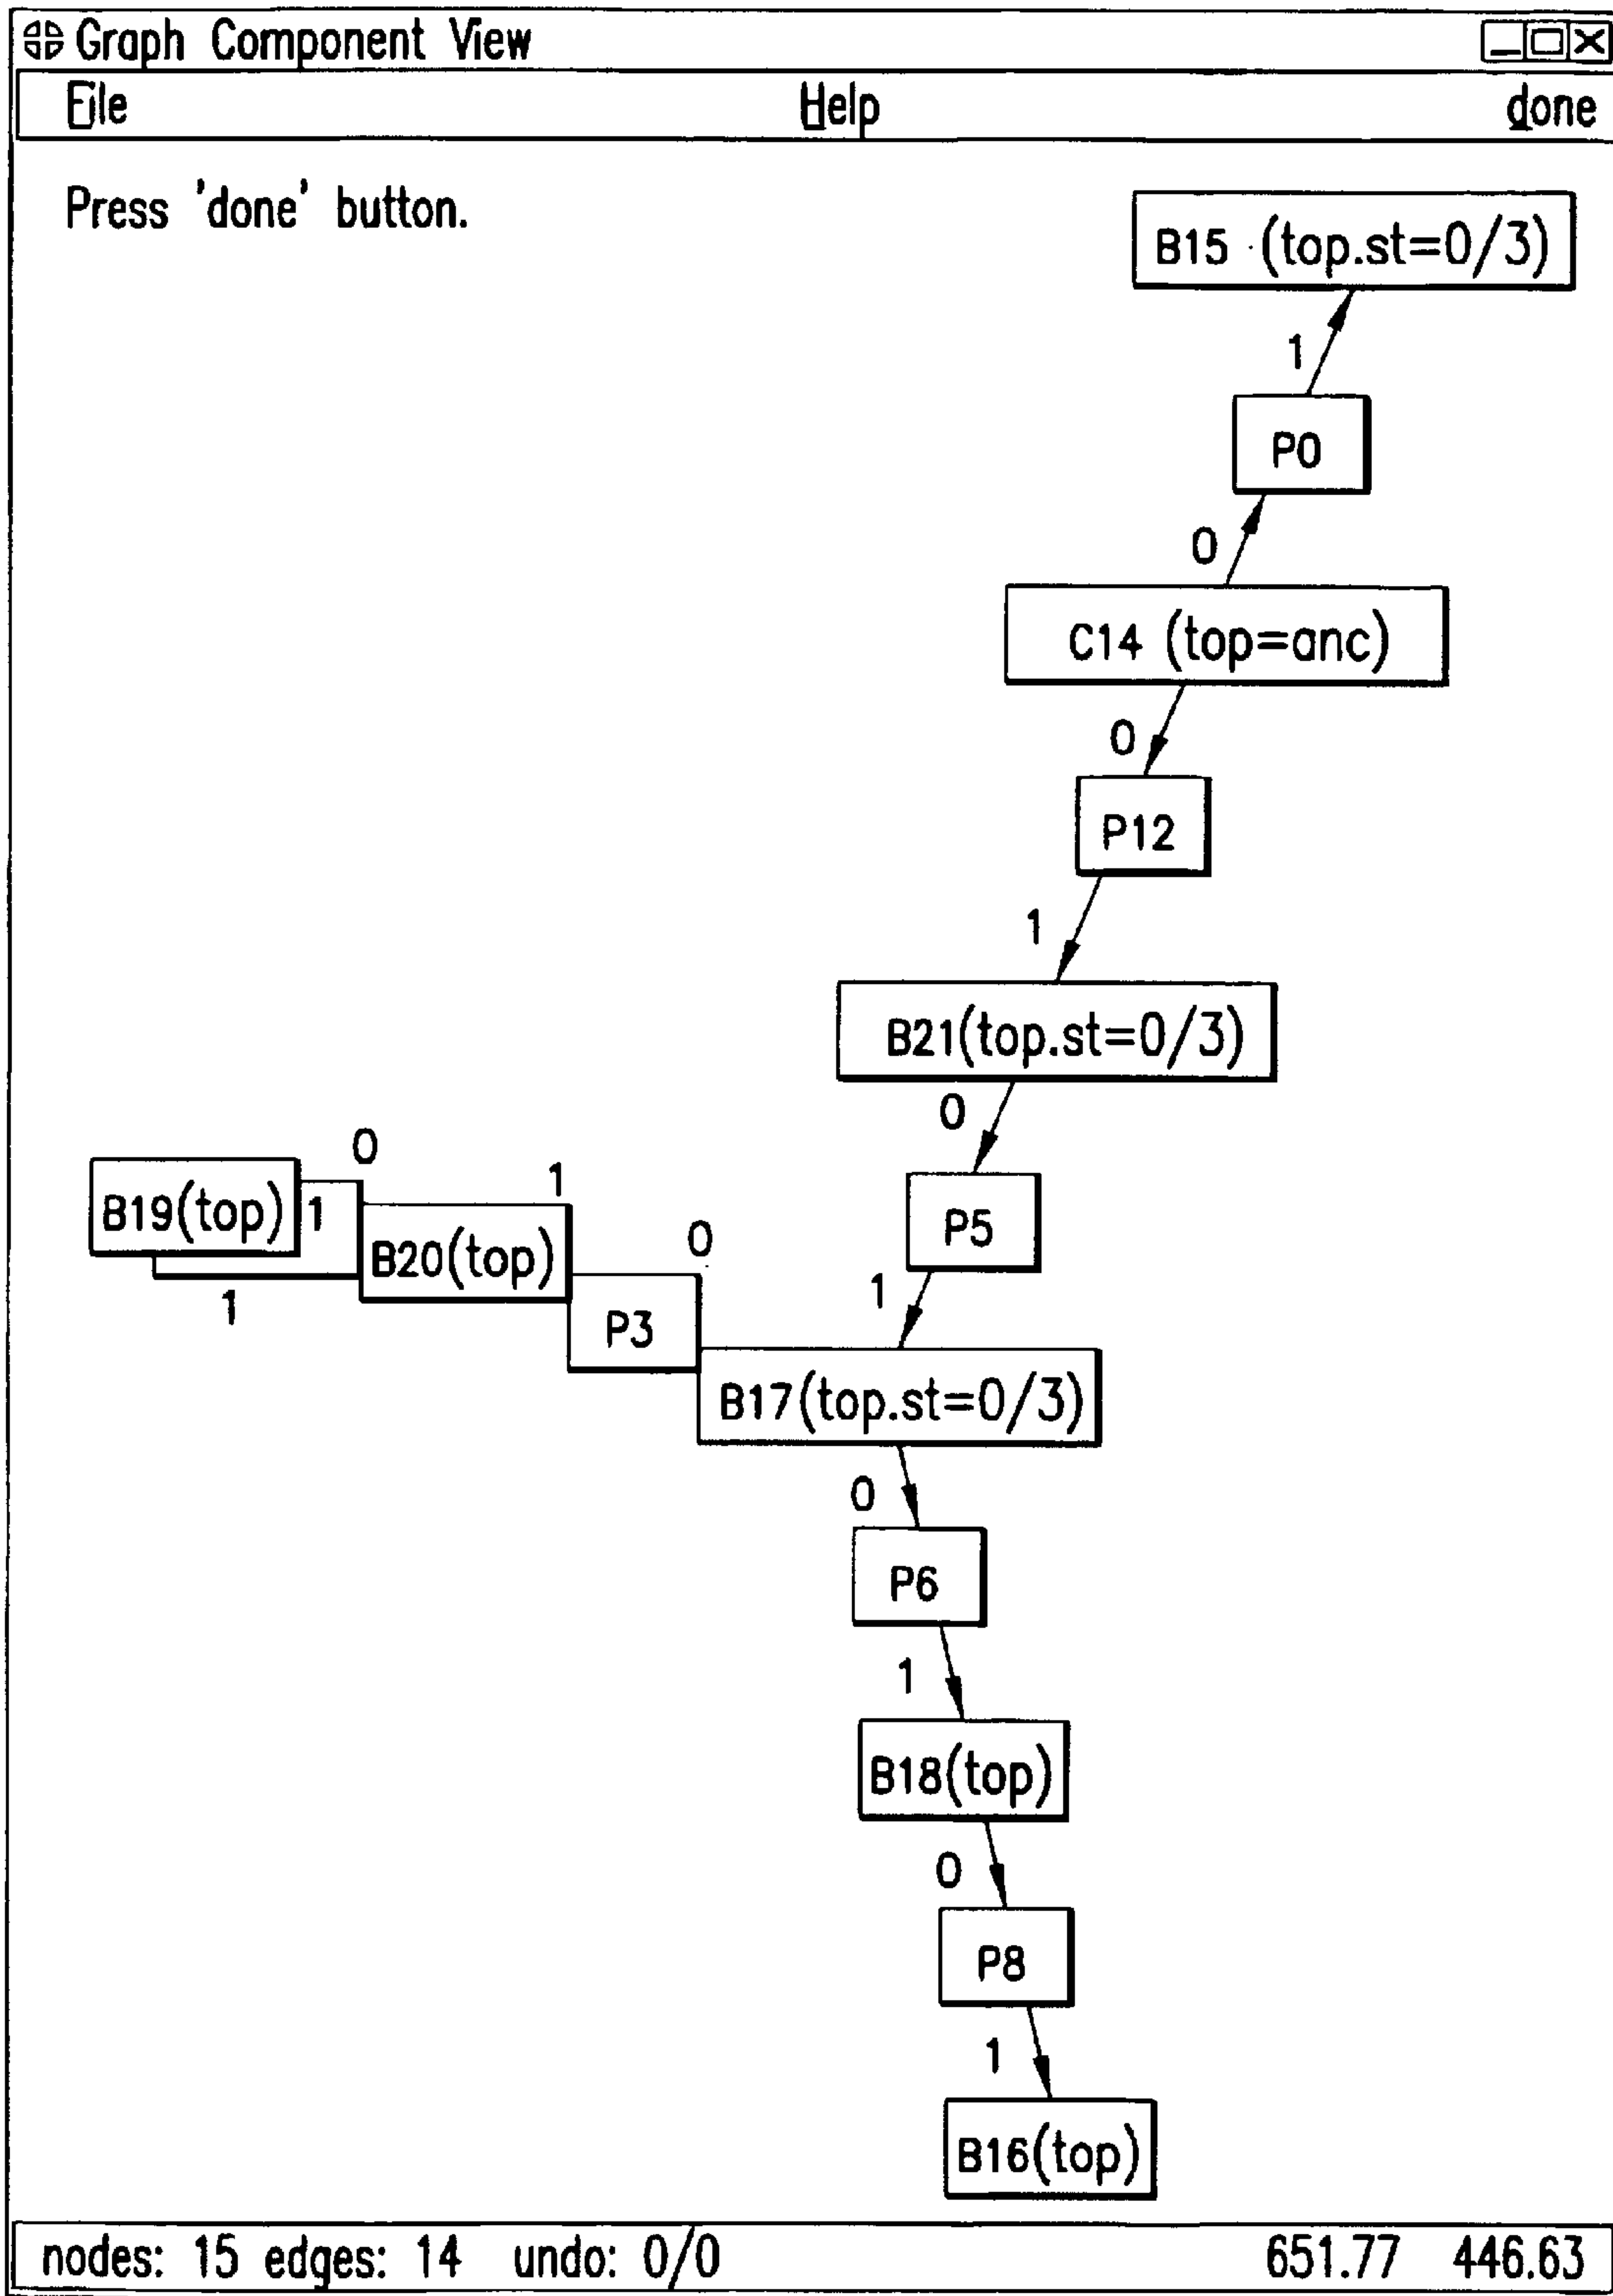 Graph Component View
File Help done
Press 'done' button.
B15 (top.st=0/3)
1
P0
0
C14 (top=anc)
0
P12
1
B21(top.st=0/3)
0
P5
1
0
1
0
B19(top) 1
B20(top)
1
P3
B17(top.st=0/3)
0
P6
1
B18(top)
0
P8
1
B16(top)
nodes: 15 edges: 14 undo: 0/0 651.77 446.63